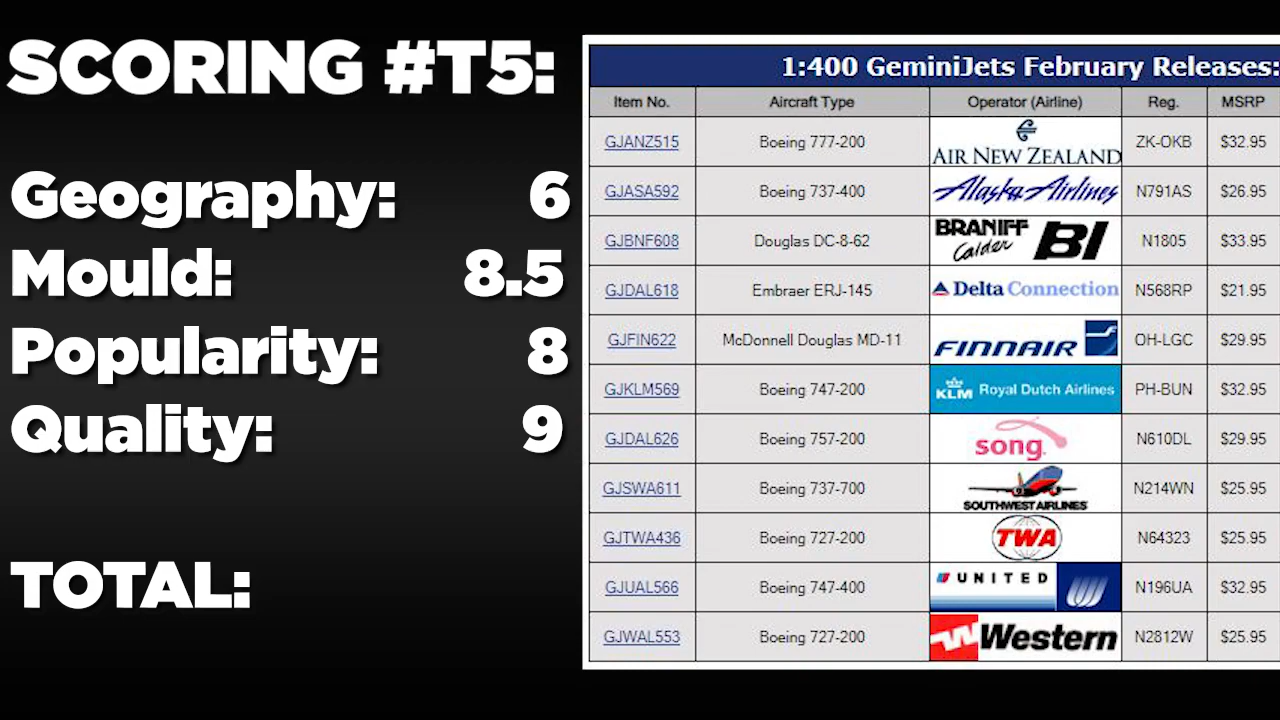 SCORING #T5:
Geography: 6
Mould: 8.5
Popularity: 8
Quality: 9
TOTAL:
1:400 GeminiJets February Releases:
Item No. Aircraft Type Operator (Airline) Reg. MSRP
GJANZ515 Boeing 777-200 AIR NEW ZEALAND ZK-OKB $32.95
GJASA592 Boeing 737-400 Alaska Airlines N791AS $26.95
GJBNF608 Douglas DC-8-62 BRANIFF Calder BI N1805 $33.95
GJDAL618 Embraer ERJ-145 Delta Connection N568RP $21.95
GJFIN622 McDonnell Douglas MD-11 FINNAIR OH-LGC $29.95
GJKLM569 Boeing 747-200 KLM Royal Dutch Airlines PH-BUN $32.95
GJDAL626 Boeing 757-200 song. N610DL $29.95
GJSWA611 Boeing 737-700 SOUTHWEST AIRLINES N214WN $25.95
GJTWA436 Boeing 727-200 TWA N64323 $25.95
GJUAL566 Boeing 747-400 UNITED N196UA $32.95
GJWAL553 Boeing 727-200 Western N2812W $25.95